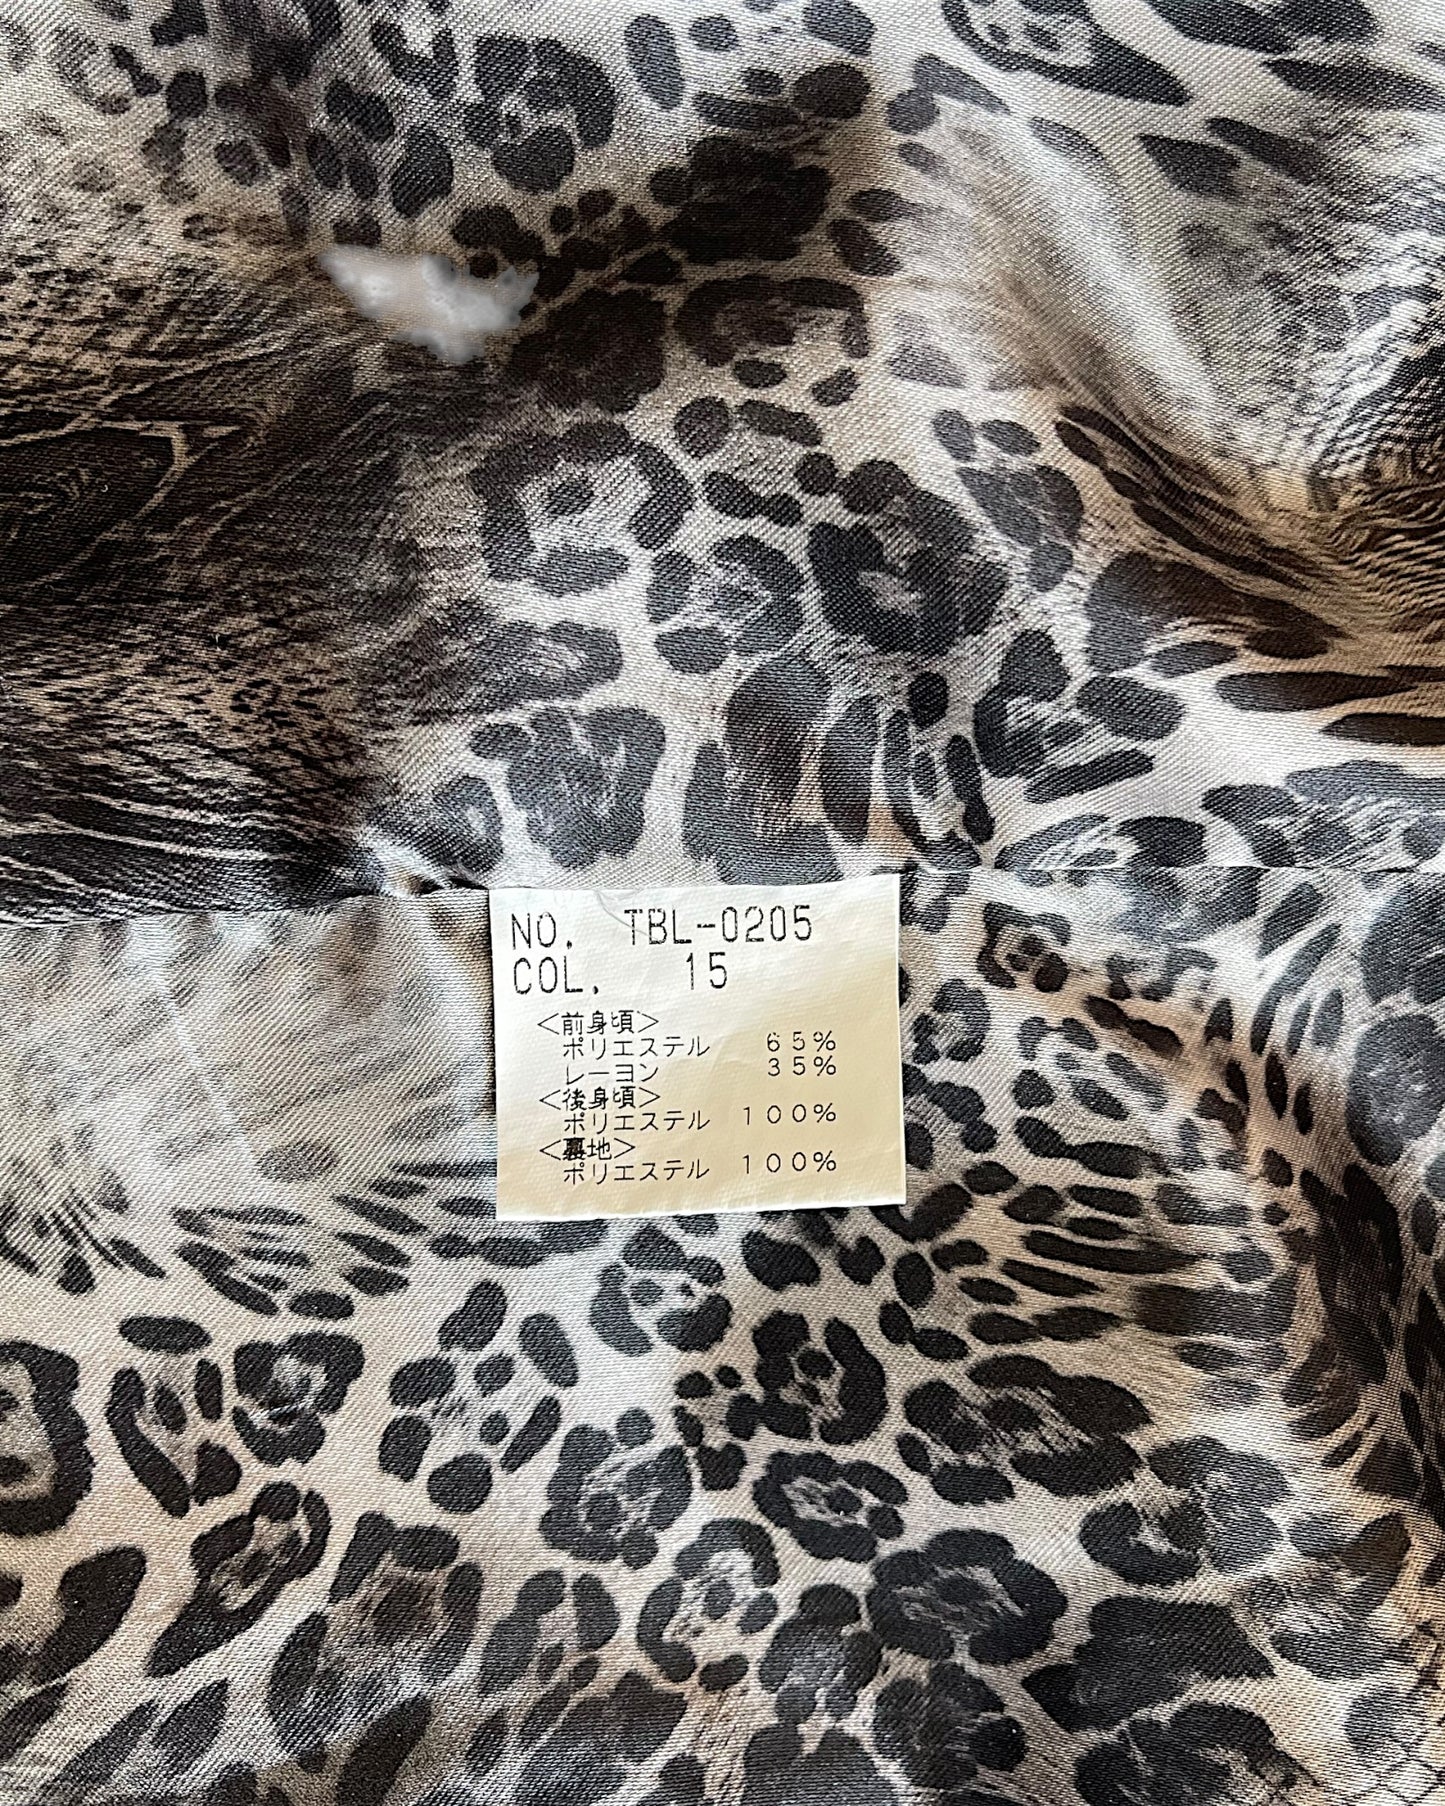 NO. TBL-0205
COL. 15
＜前身頃＞
ポリエステル 65%
レーヨン 35%
＜後身頃＞
ポリエステル 100%
＜裏地＞
ポリエステル 100%